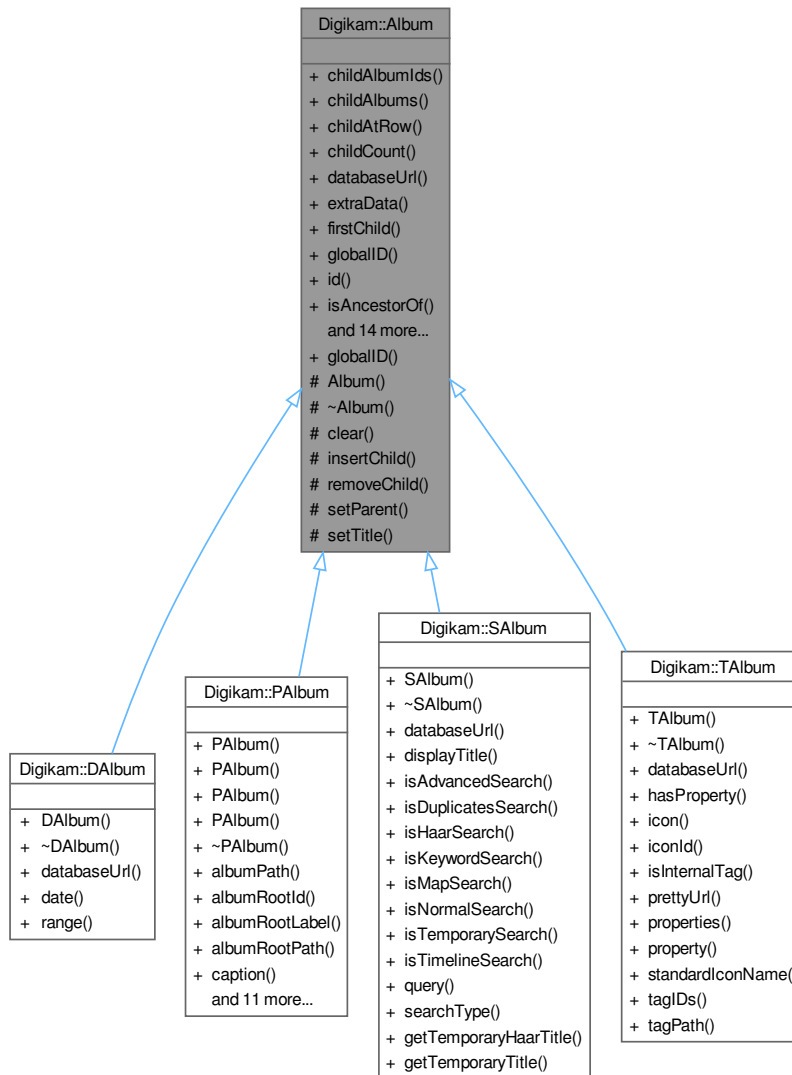 Digikam::Album
+ childAlbumIds()
+ childAlbums()
+ childAtRow()
+ childCount()
+ databaseUrl()
+ extraData()
+ firstChild()
+ globalID()
+ id()
+ isAncestorOf()
and 14 more...
+ globalID()
# Album()
# ~Album()
# clear()
# insertChild()
# removeChild()
# setParent()
# setTitle()
Digikam::DAlbum
+ DAlbum()
+ ~DAlbum()
+ databaseUrl()
+ date()
+ range()
Digikam::PAlbum
+ PAlbum()
+ PAlbum()
+ PAlbum()
+ PAlbum()
+ ~PAlbum()
+ albumPath()
+ albumRootId()
+ albumRootLabel()
+ albumRootPath()
+ caption()
and 11 more...
Digikam::SAlbum
+ SAlbum()
+ ~SAlbum()
+ databaseUrl()
+ displayTitle()
+ isAdvancedSearch()
+ isDuplicatesSearch()
+ isHaarSearch()
+ isKeywordSearch()
+ isMapSearch()
+ isNormalSearch()
+ isTemporarySearch()
+ isTimelineSearch()
+ query()
+ searchType()
+ getTemporaryHaarTitle()
+ getTemporaryTitle()
Digikam::TAlbum
+ TAlbum()
+ ~TAlbum()
+ databaseUrl()
+ hasProperty()
+ icon()
+ iconId()
+ isInternalTag()
+ prettyUrl()
+ properties()
+ property()
+ standardIconName(
+ tagIDs()
+ tagPath()